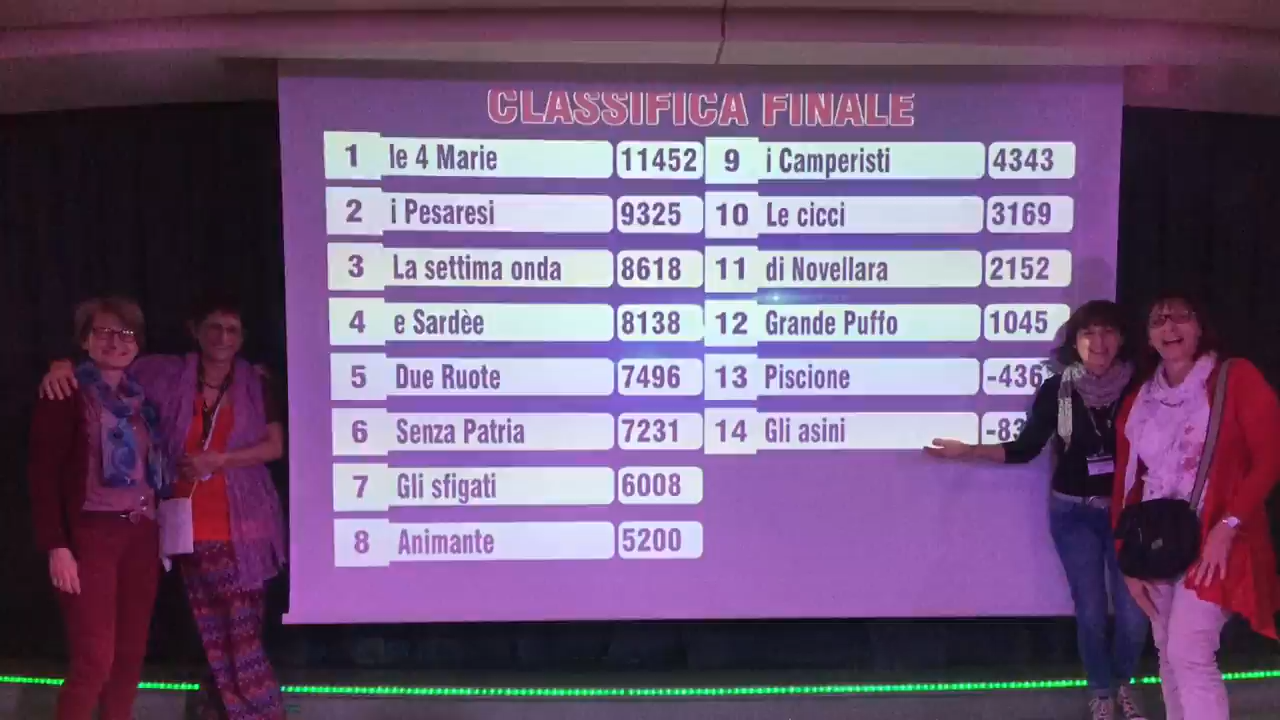 CLASSIFICA FINALE
1 le 4 Marie 11452
2 i Pesaresi 9325
3 La settima onda 8618
4 e Sardèe 8138
5 Due Ruote 7496
6 Senza Patria 7231
7 Gli sfigati 6008
8 Animante 5200
9 i Camperisti 4343
10 Le cicci 3169
11 di Novellara 2152
12 Grande Puffo 1045
13 Piscione -436
14 Gli asini